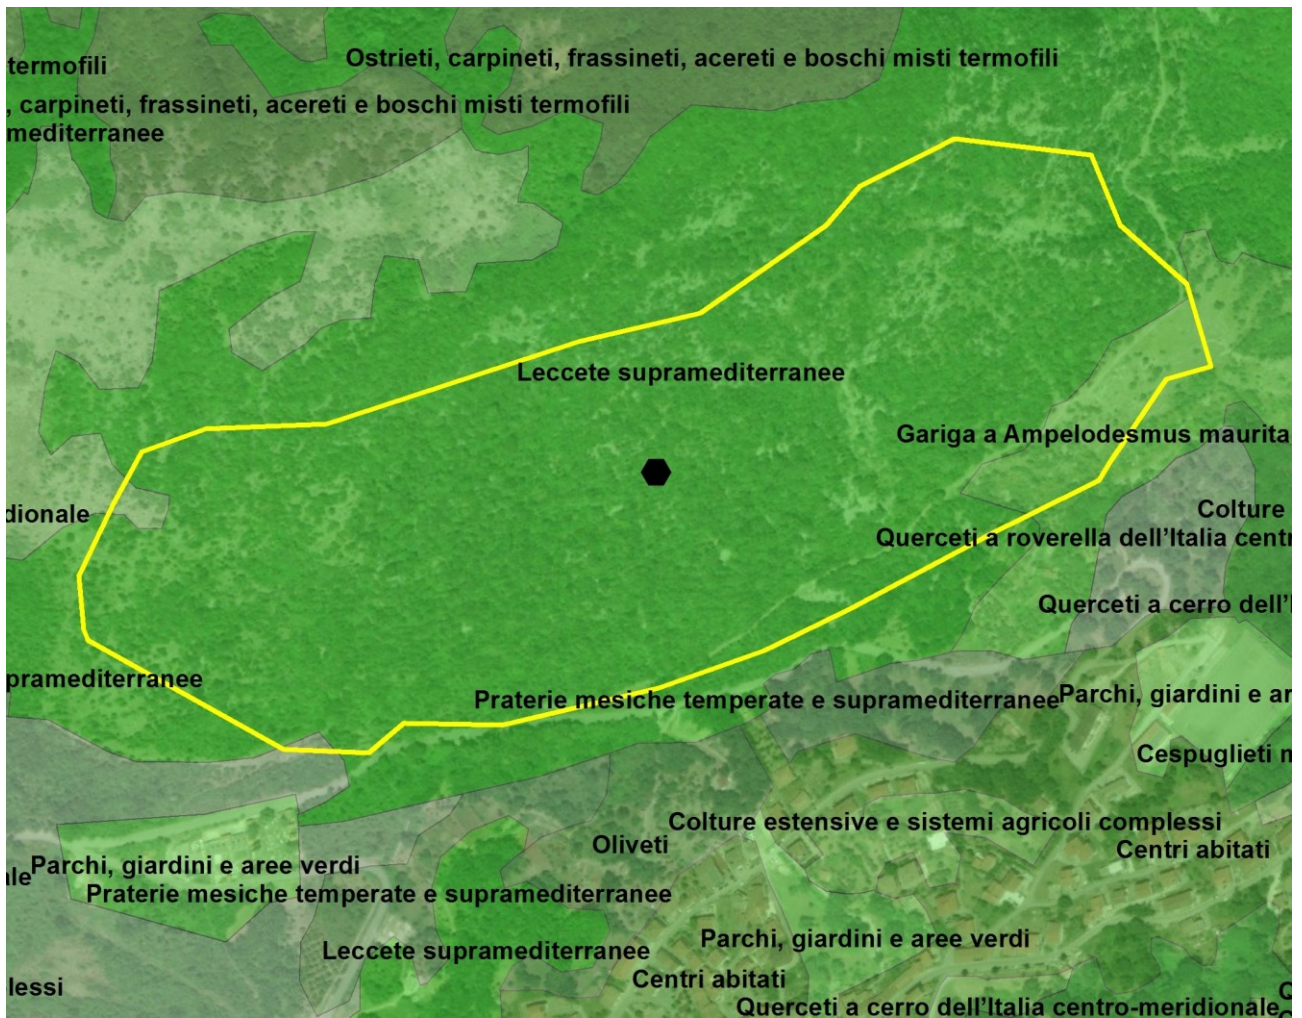 termofili
Ostrieti, carpineti, frassineti, acereti e boschi misti termofili
, carpineti, frassineti, acereti e boschi misti termofili
mediterranee
Leccete supramediterranee
Gariga a Ampelodesmus maurita
dionale
Colture
Querceti a roverella dell'Italia centr
Querceti a cerro dell'I
pramediterranee
Praterie mesiche temperate e supramediterranee
Parchi, giardini e ar
Cespuglieti m
Colture estensive e sistemi agricoli complessi
Oliveti
Centri abitati
ale
Parchi, giardini e aree verdi
Praterie mesiche temperate e supramediterranee
Parchi, giardini e aree verdi
Leccete supramediterranee
Centri abitati
lessi
Querceti a cerro dell'Italia centro-meridionale